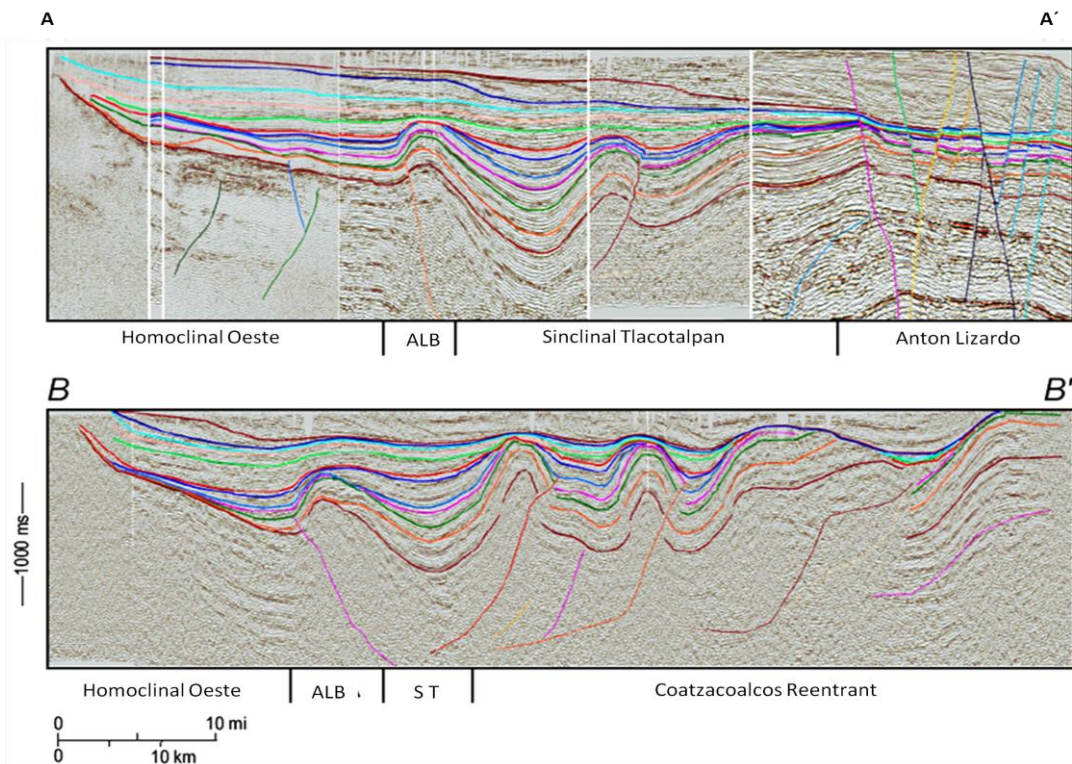 A A´
Homoclinal Oeste ALB Sinclinal Tlacotalpan Anton Lizardo
B B'
1000 ms
Homoclinal Oeste ALB S T Coatzacoalcos Reentrant
0 10 mi
0 10 km